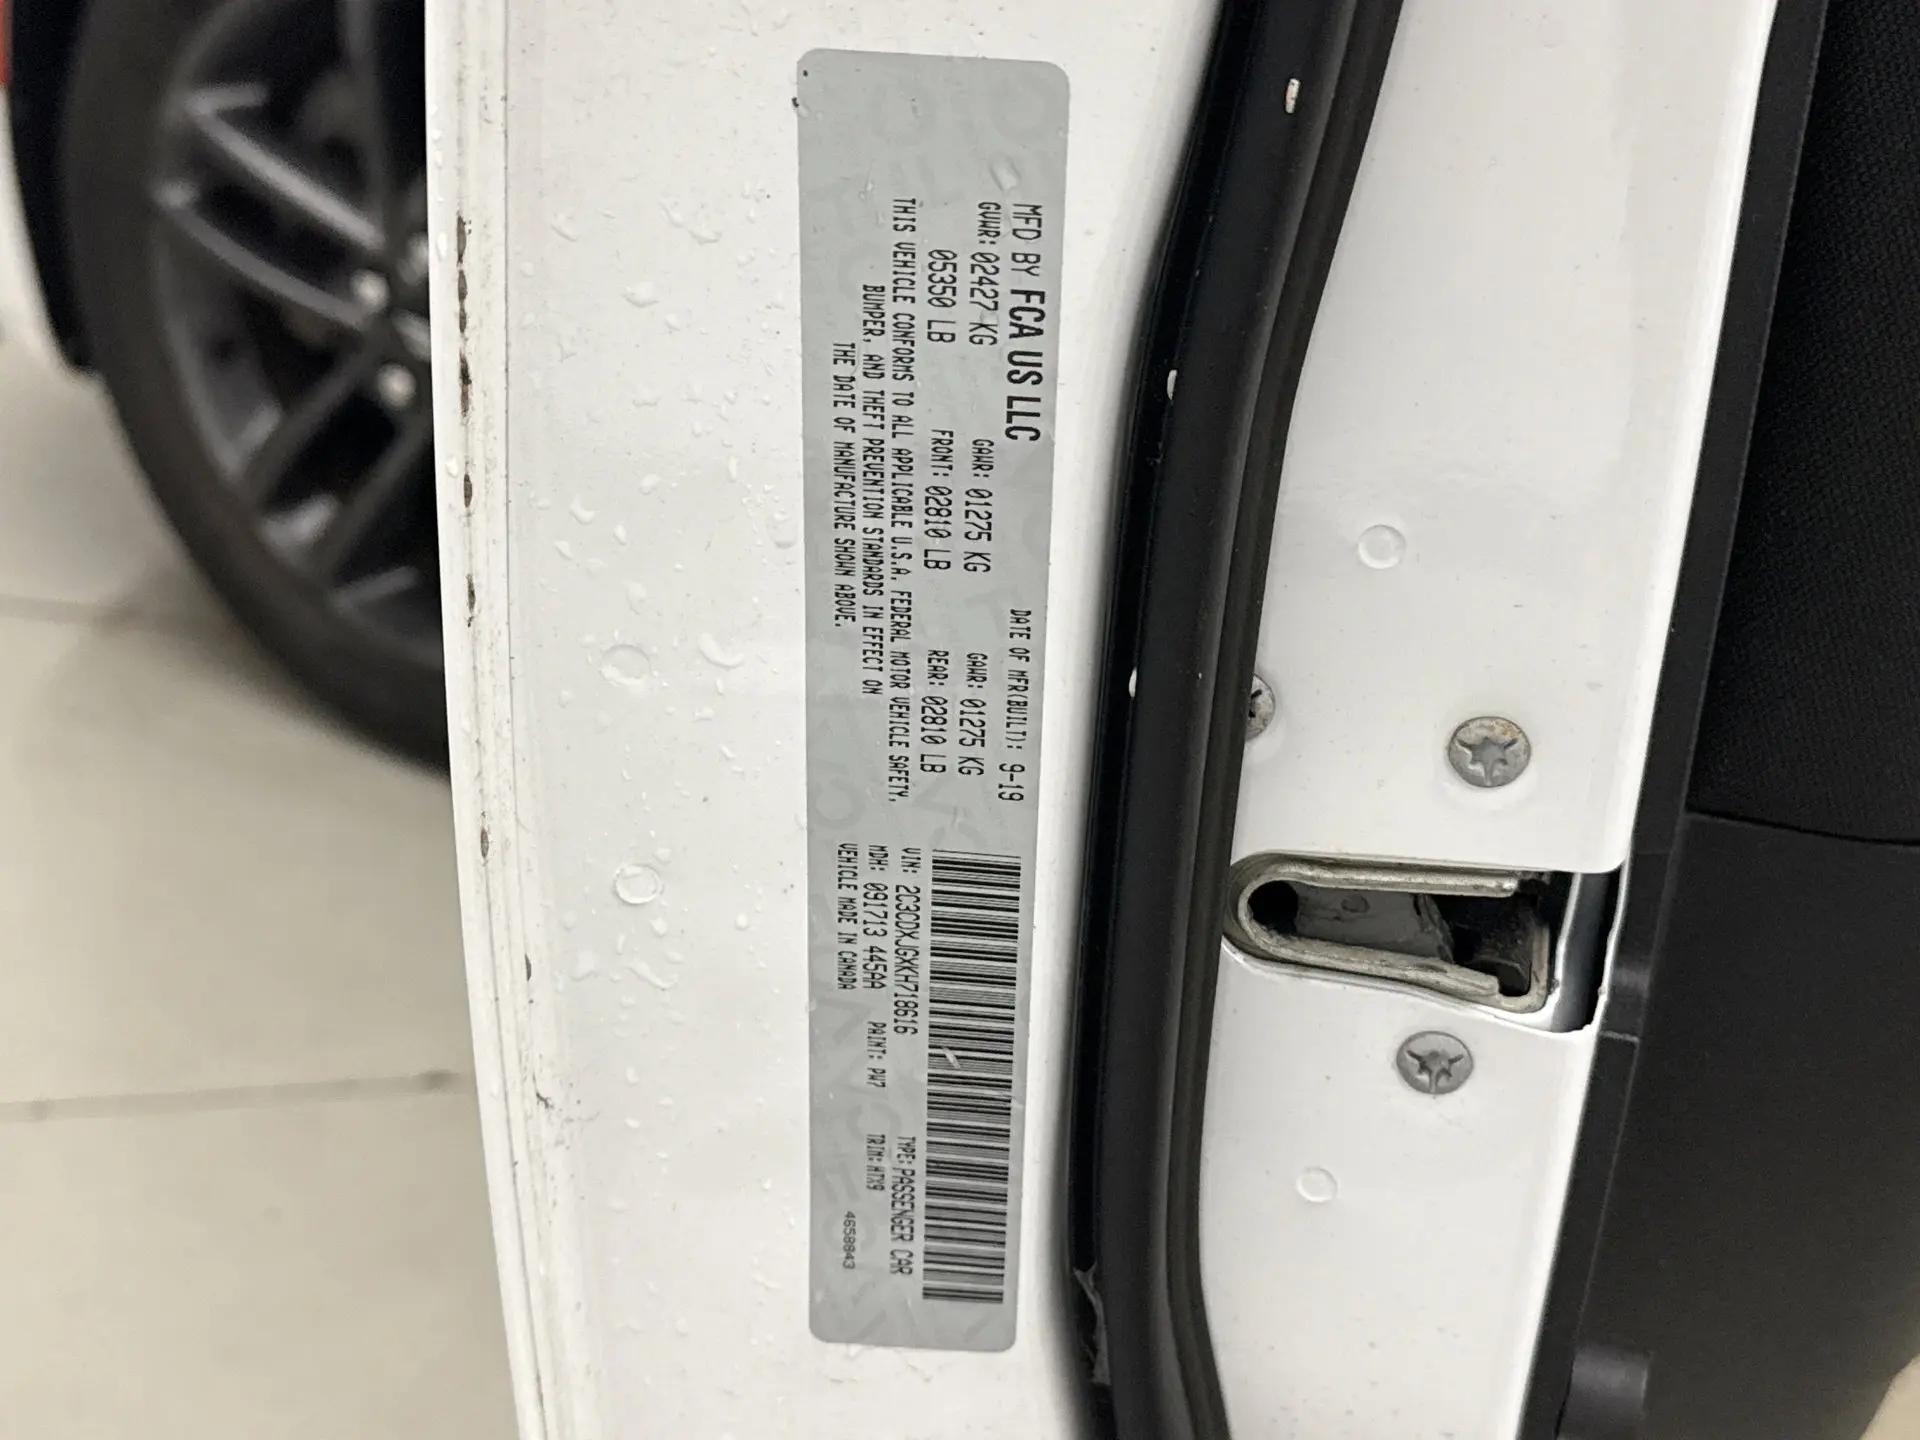 MFD BY FCA US LLC
DATE OF MFR(BUILT): 9-19
GVWR: 02427 KG GAWR: 01275 KG GAWR: 01275 KG
05350 LB FRONT: 02810 LB REAR: 02810 LB
THIS VEHICLE CONFORMS TO ALL APPLICABLE U.S.A. FEDERAL MOTOR VEHICLE SAFETY,
BUMPER, AND THEFT PREVENTION STANDARDS IN EFFECT ON
THE DATE OF MANUFACTURE SHOWN ABOVE.
VIN: 2C3CDXJGXKH718616 TYPE: PASSENGER CAR
MDH: 091713 445AA PAINT: PW7 TRIM: HTX9
VEHICLE MADE IN CANADA 4658843